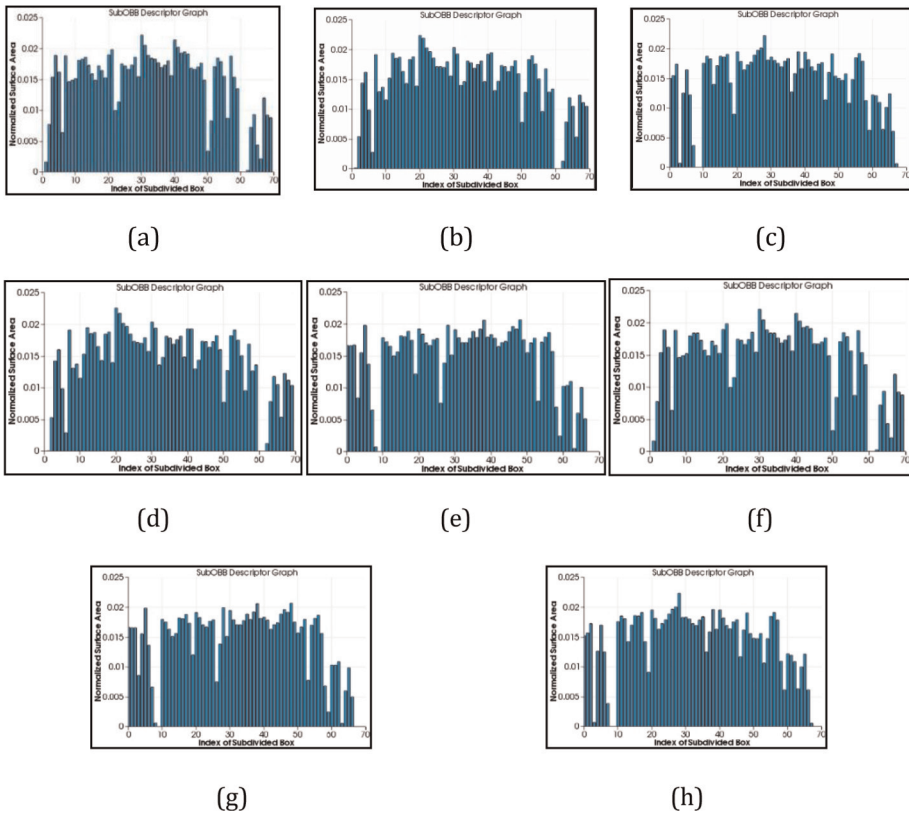 SubOBB Descriptor Graph
Normalized Surface Area
0.025
0.02
0.015
0.01
0.005
0
0 10 20 30 40 50 60 70
Index of Subdivided Box
(a)
SubOBB Descriptor Graph
Normalized Surface Area
0.025
0.02
0.015
0.01
0.005
0
0 10 20 30 40 50 60 70
Index of Subdivided Box
(b)
SubOBB Descriptor Graph
Normalized Surface Area
0.025
0.02
0.015
0.01
0.005
0
0 10 20 30 40 50 60 70
Index of Subdivided Box
(c)
SubOBB Descriptor Graph
Normalized Surface Area
0.025
0.02
0.015
0.01
0.005
0
0 10 20 30 40 50 60 70
Index of Subdivided Box
(d)
SubOBB Descriptor Graph
Normalized Surface Area
0.025
0.02
0.015
0.01
0.005
0
0 10 20 30 40 50 60 70
Index of Subdivided Box
(e)
SubOBB Descriptor Graph
Normalized Surface Area
0.025
0.02
0.015
0.01
0.005
0
0 10 20 30 40 50 60 70
Index of Subdivided Box
(f)
SubOBB Descriptor Graph
Normalized Surface Area
0.025
0.02
0.015
0.01
0.005
0
0 10 20 30 40 50 60 70
Index of Subdivided Box
(g)
SubOBB Descriptor Graph
Normalized Surface Area
0.025
0.02
0.015
0.01
0.005
0
0 10 20 30 40 50 60 70
Index of Subdivided Box
(h)